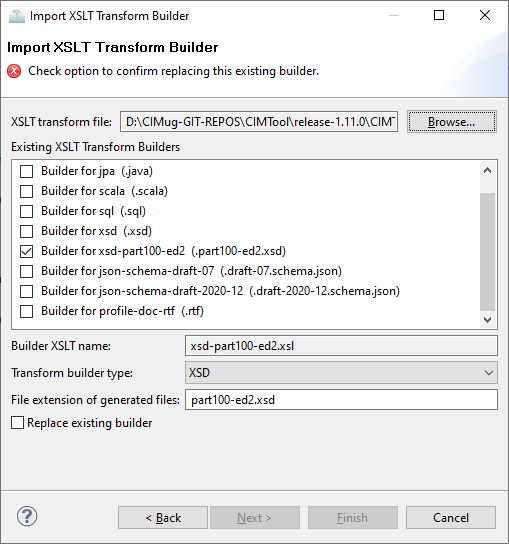 Import XSLT Transform Builder
Import XSLT Transform Builder
Check option to confirm replacing this existing builder.
XSLT transform file: D:\CIMug-GIT-REPOS\CIMTool\release-1.11.0\CIMT Browse...
Existing XSLT Transform Builders
Builder for jpa (.java)
Builder for scala (.scala)
Builder for sql (.sql)
Builder for xsd (.xsd)
Builder for xsd-part100-ed2 (.part100-ed2.xsd)
Builder for json-schema-draft-07 (.draft-07.schema.json)
Builder for json-schema-draft-2020-12 (.draft-2020-12.schema.json)
Builder for profile-doc-rtf (.rtf)
Builder XSLT name: xsd-part100-ed2.xsl
Transform builder type: XSD
File extension of generated files: part100-ed2.xsd
Replace existing builder
? < Back Next > Finish Cancel